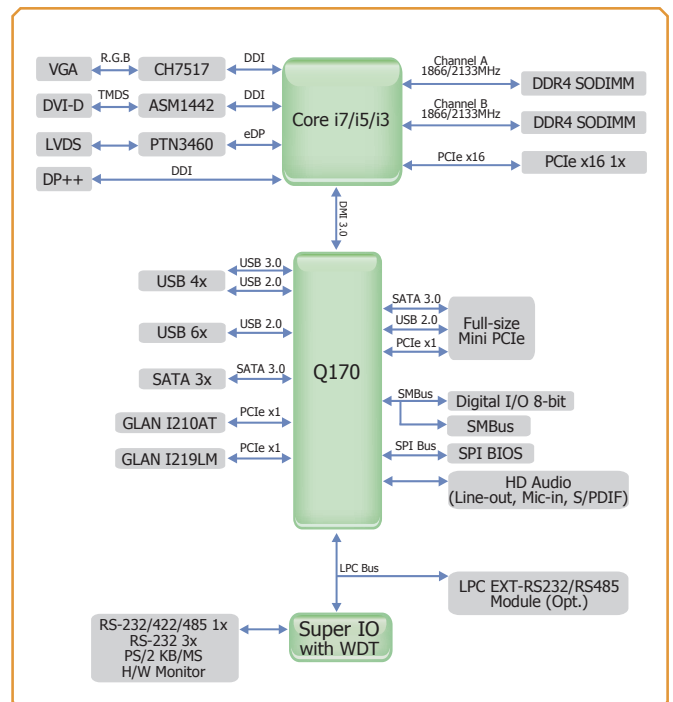 VGA
R.G.B
CH7517
DDI
DVI-D
TMDS
ASM1442
DDI
LVDS
PTN3460
eDP
DP++
DDI
Core i7/i5/i3
Channel A
1866/2133MHz
DDR4 SODIMM
Channel B
1866/2133MHz
DDR4 SODIMM
PCIe x16
PCIe x16 1x
DMI 3.0
USB 4x
USB 3.0
USB 2.0
USB 6x
USB 2.0
SATA 3x
SATA 3.0
GLAN I210AT
PCIe x1
GLAN I219LM
PCIe x1
Q170
SATA 3.0
USB 2.0
PCIe x1
Full-size
Mini PCIe
SMBus
Digital I/O 8-bit
SMBus
SPI Bus
SPI BIOS
HD Audio
(Line-out, Mic-in, S/PDIF)
LPC Bus
LPC EXT-RS232/RS485
Module (Opt.)
RS-232/422/485 1x
RS-232 3x
PS/2 KB/MS
H/W Monitor
Super IO
with WDT